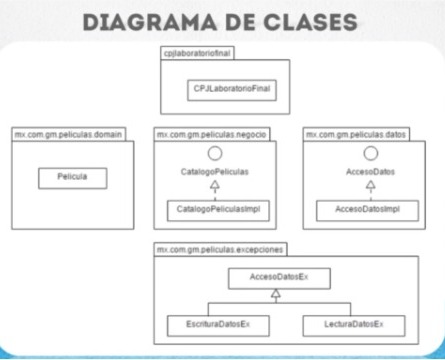 DIAGRAMA DE CLASES
cpjlaboratoriofinal
CPJLaboratorioFinal
mx.com.gm.peliculas.domain
Pelicula
mx.com.gm.peliculas.negocio
CatalogoPeliculas
CatalogoPeliculasImpl
mx.com.gm.peliculas.datos
AccesoDatos
AccesoDatosImpl
mx.com.gm.peliculas.excepciones
AccesoDatosEx
EscrituraDatosEx
LecturaDatosEx